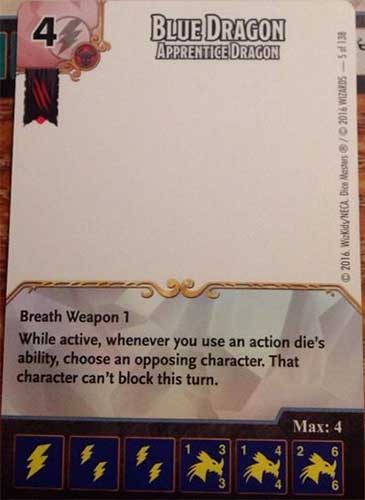 4
BLUE DRAGON
APPRENTICE DRAGON
© 2016. WizKids/NECA. Dice Masters ® / © 2016 WIZARDS — 5 of 138
Breath Weapon 1
While active, whenever you use an action die's
ability, choose an opposing character. That
character can't block this turn.
Max: 4
1 3 3 1 4 4 2 6 6